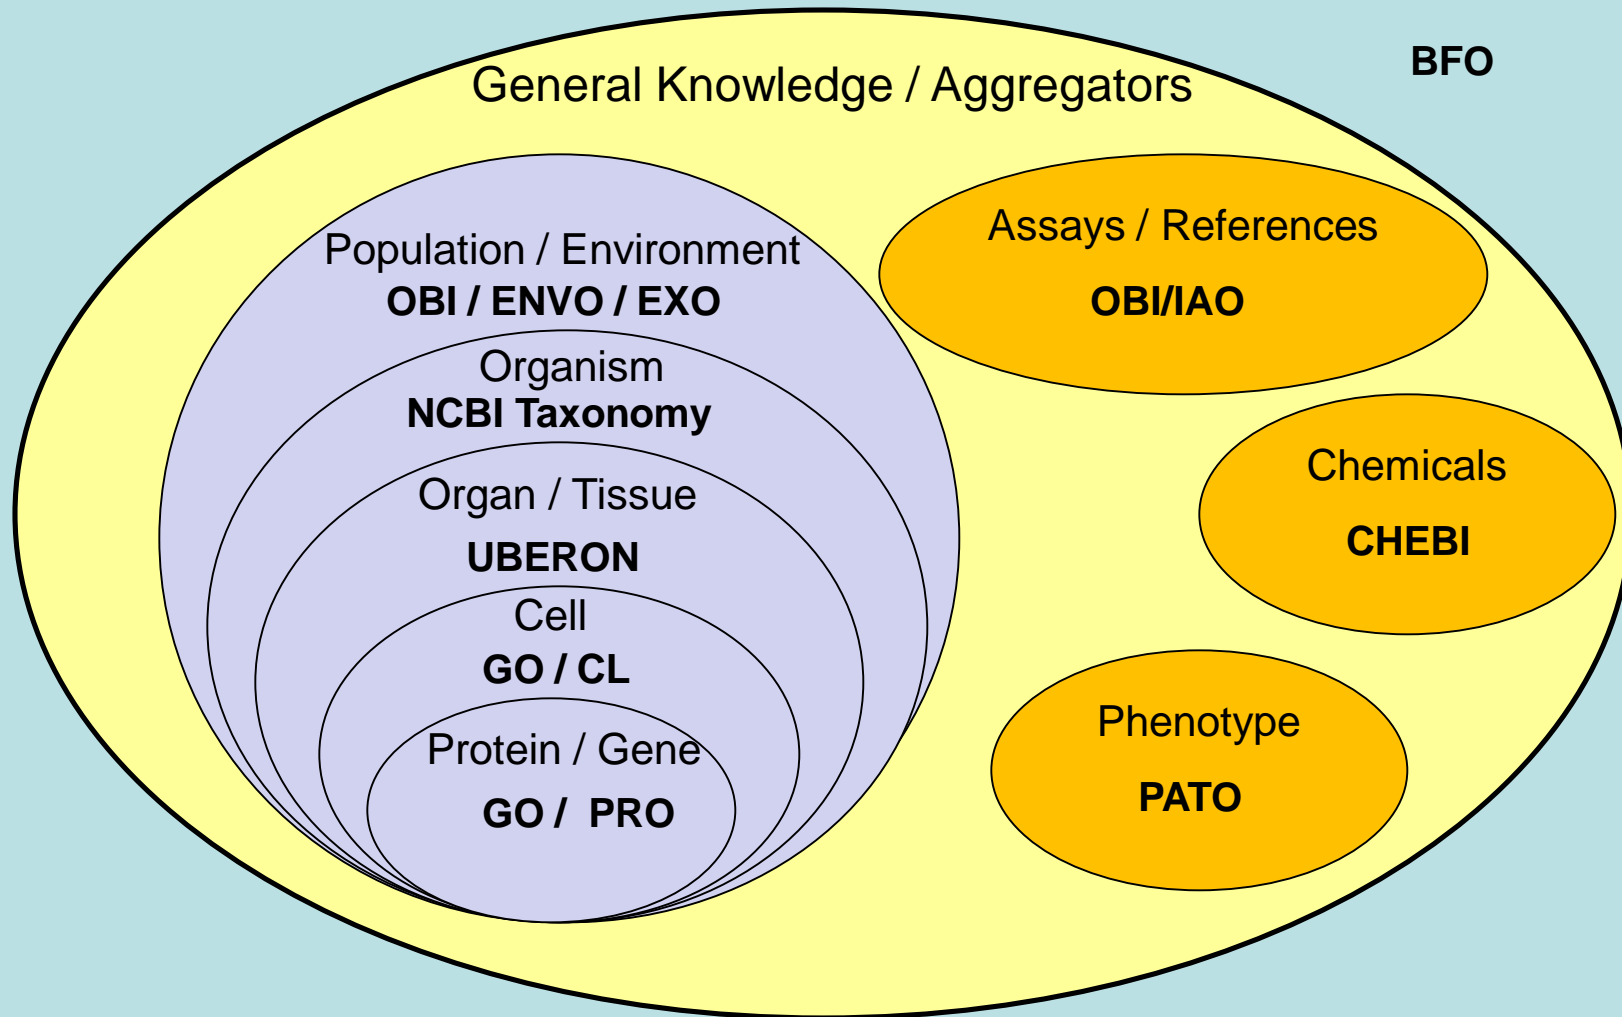 BFO
General Knowledge / Aggregators
Population / Environment
OBI / ENVO / EXO
Organism
NCBI Taxonomy
Organ / Tissue
UBERON
Cell
GO / CL
Protein / Gene
GO / PRO
Assays / References
OBI/IAO
Chemicals
CHEBI
Phenotype
PATO